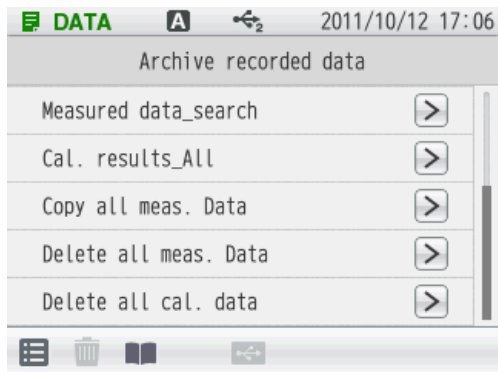 DATA A 2 2011/10/12 17:06
Archive recorded data
Measured data_search
Cal. results_All
Copy all meas. Data
Delete all meas. Data
Delete all cal. data